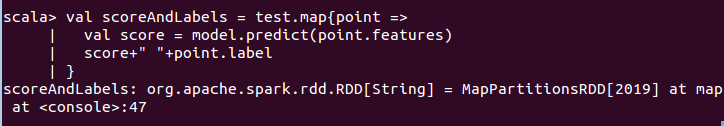 scala> val scoreAndLabels = test.map{point =>
     |   val score = model.predict(point.features)
     |   score+" "+point.label
     | }
scoreAndLabels: org.apache.spark.rdd.RDD[String] = MapPartitionsRDD[2019] at map
 at <console>:47